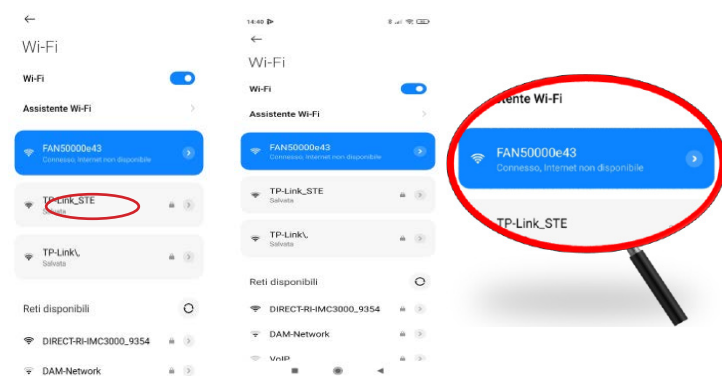 Wi-Fi
Wi-Fi
Assistente Wi-Fi
FAN50000e43
Connesso, Internet non disponibile
TP-Link_STE
Salvata
TP-Link\,
Salvata
Reti disponibili
DIRECT-RI-IMC3000_9354
DAM-Network
14:40
Wi-Fi
Wi-Fi
Assistente Wi-Fi
FAN50000e43
Connesso, Internet non disponibile
TP-Link_STE
Salvata
TP-Link\,
Salvata
Reti disponibili
DIRECT-RI-IMC3000_9354
DAM-Network
VoIP
tente Wi-Fi
FAN50000e43
Connesso, Internet non disponibile
TP-Link_STE